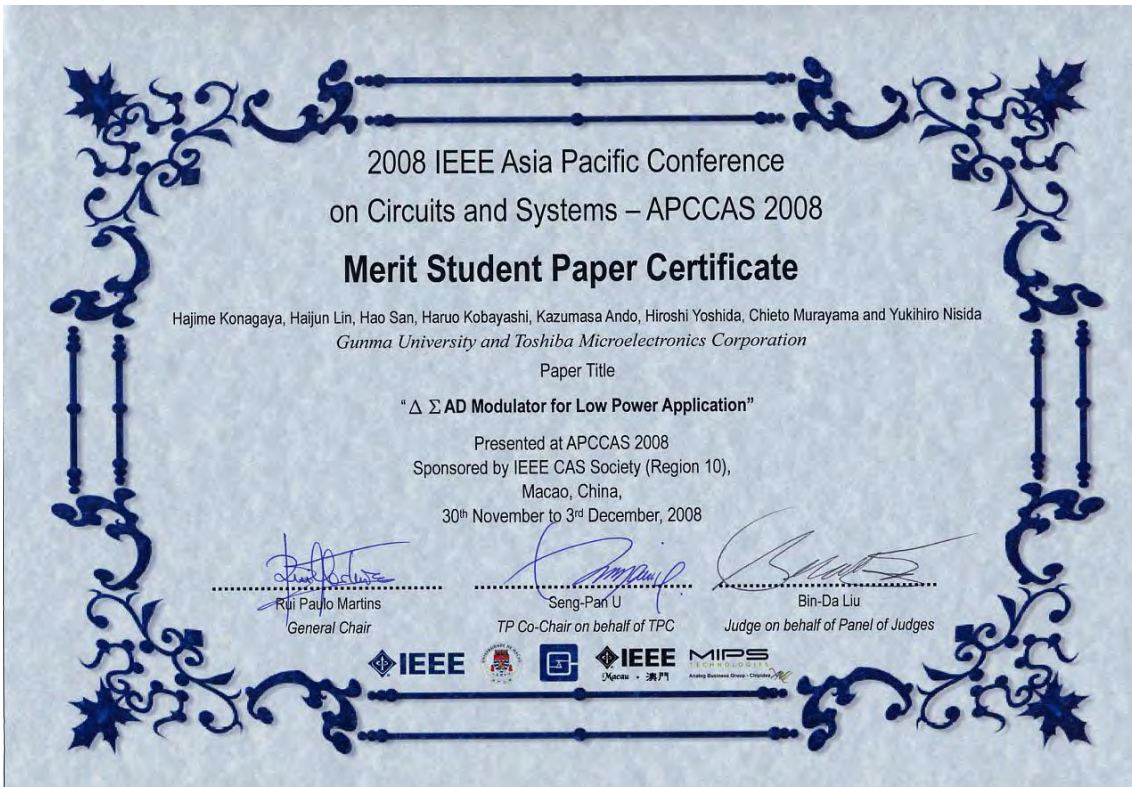 2008 IEEE Asia Pacific Conference
on Circuits and Systems – APCCAS 2008
Merit Student Paper Certificate
Hajime Konagaya, Haijun Lin, Hao San, Haruo Kobayashi, Kazumasa Ando, Hiroshi Yoshida, Chieto Murayama and Yukihiro Nisida
Gunma University and Toshiba Microelectronics Corporation
Paper Title
“Δ Σ AD Modulator for Low Power Application”
Presented at APCCAS 2008
Sponsored by IEEE CAS Society (Region 10),
Macao, China,
30th November to 3rd December, 2008
Rui Paulo Martins Seng-Pan U Bin-Da Liu
General Chair TP Co-Chair on behalf of TPC Judge on behalf of Panel of Judges
IEEE IEEE MIPS
TECHNOLOGIES
Macau · 澳門 Analog Business Group - Chipidea